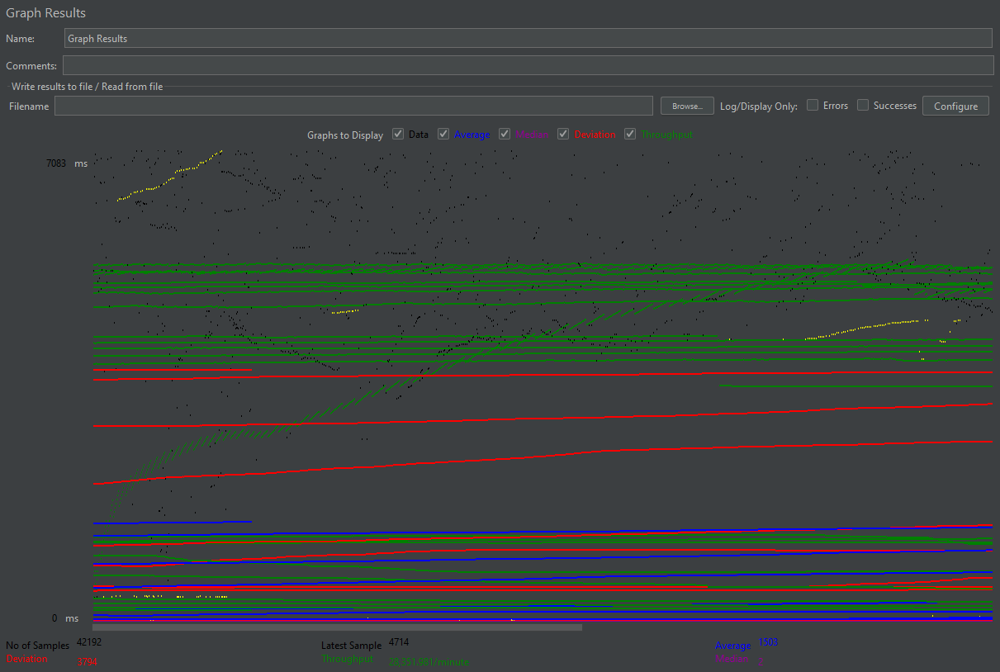 Graph Results
Name: Graph Results
Comments:
Write results to file / Read from file
Filename Browse... Log/Display Only: Errors Successes Configure
Graphs to Display Data Average Median Deviation Throughput
7083 ms
0 ms
No of Samples 42192 Latest Sample 4714 Average 1503
Deviation 3794 Throughput 28,351.981/minute Median